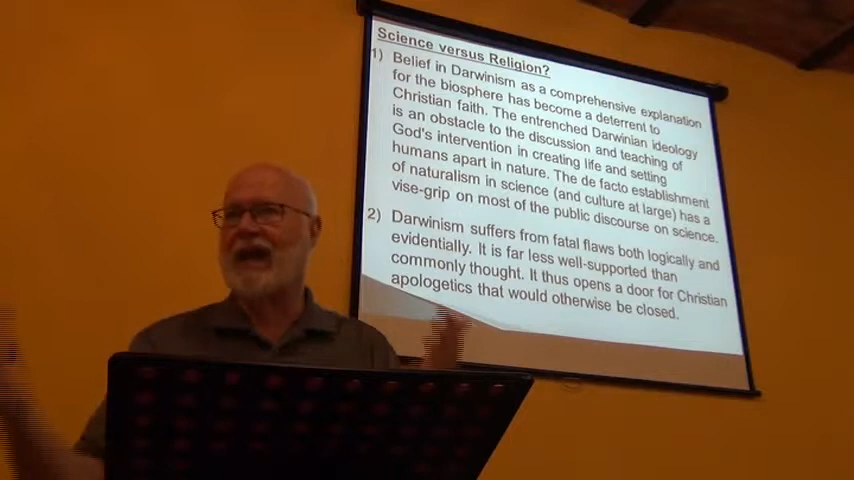 Science versus Religion?
1) Belief in Darwinism as a comprehensive explanation
for the biosphere has become a deterrent to
Christian faith. The entrenched Darwinian ideology
is an obstacle to the discussion and teaching of
God's intervention in creating life and setting
humans apart in nature. The de facto establishment
of naturalism in science (and culture at large) has a
vise-grip on most of the public discourse on science.
2) Darwinism suffers from fatal flaws both logically and
evidentially. It is far less well-supported than
commonly thought. It thus opens a door for Christian
apologetics that would otherwise be closed.